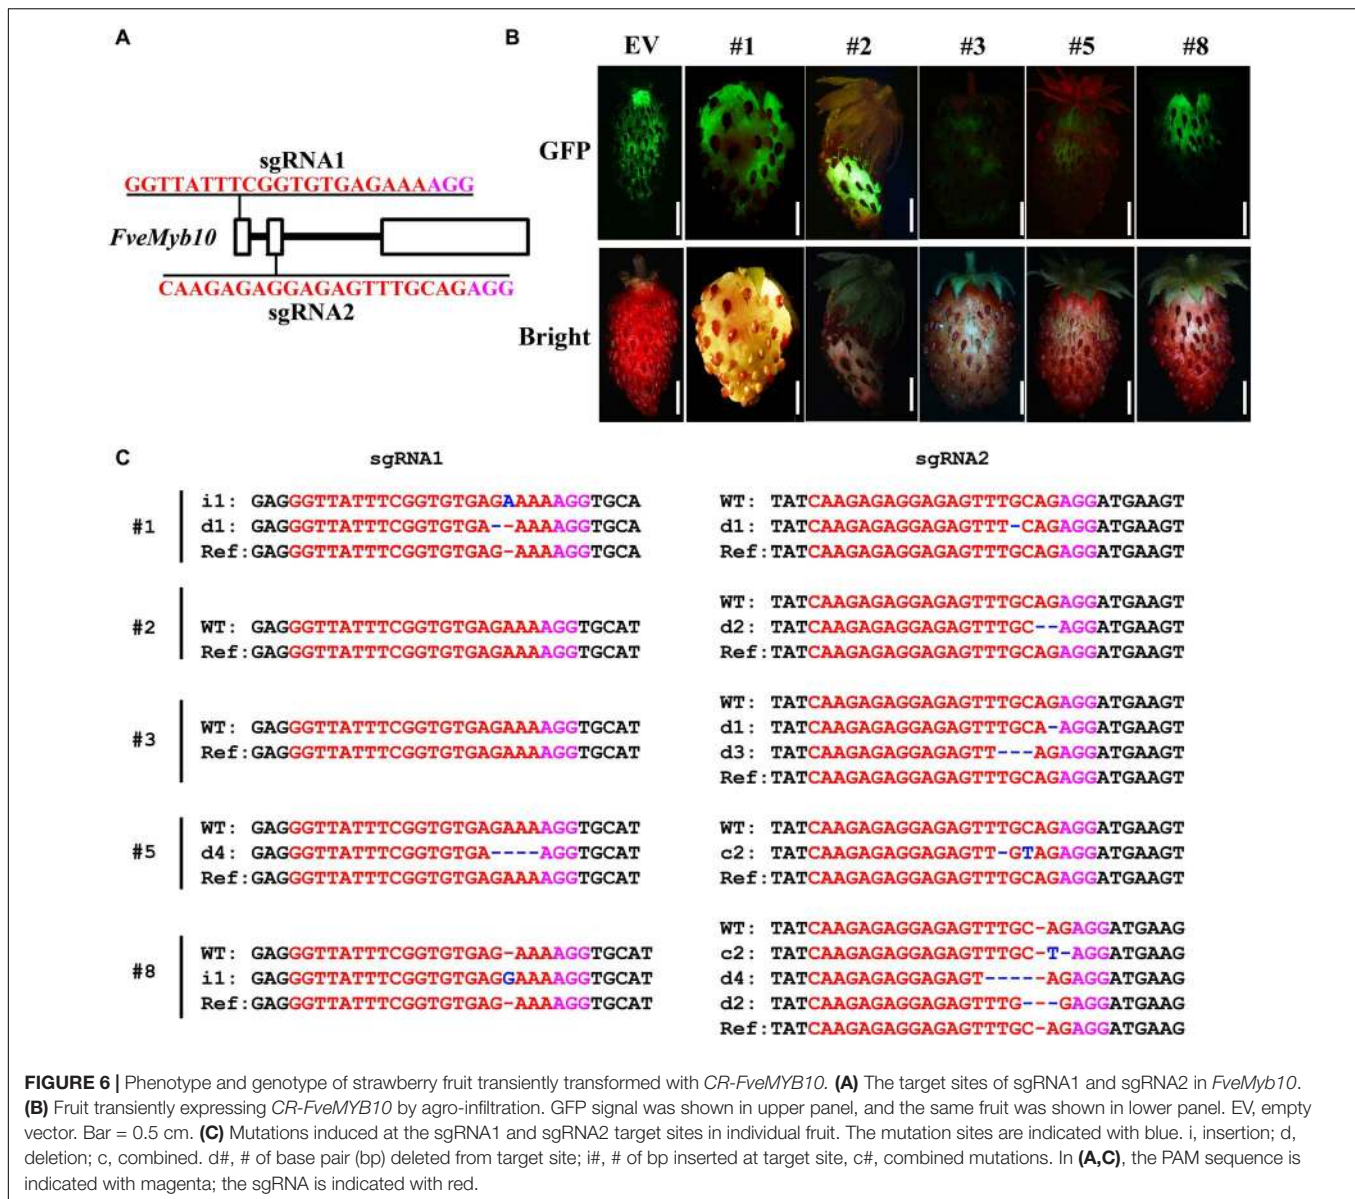 A
B
EV #1 #2 #3 #5 #8
GFP
Bright
sgRNA1
GGTTATTTCGGTGTGAGAAAAGG
FveMyb10
CAAGAGAGGAGAGTTTGCAGAGG
sgRNA2
C
sgRNA1 sgRNA2
#1
i1: GAGGGTTATTTCGGTGTGAGAAAAAGGTGCA
d1: GAGGGTTATTTCGGTGTGA--AAAAGGTGCA
Ref:GAGGGTTATTTCGGTGTGAG-AAAAGGTGCA
WT: TATCAAGAGAGGAGAGTTTGCAGAGGATGAAGT
d1: TATCAAGAGAGGAGAGTTT-CAGAGGATGAAGT
Ref:TATCAAGAGAGGAGAGTTTGCAGAGGATGAAGT
#2
WT: GAGGGTTATTTCGGTGTGAGAAAAGGTGCAT
Ref:GAGGGTTATTTCGGTGTGAGAAAAGGTGCAT
WT: TATCAAGAGAGGAGAGTTTGCAGAGGATGAAGT
d2: TATCAAGAGAGGAGAGTTTGC--AGGATGAAGT
Ref:TATCAAGAGAGGAGAGTTTGCAGAGGATGAAGT
#3
WT: GAGGGTTATTTCGGTGTGAGAAAAGGTGCAT
Ref:GAGGGTTATTTCGGTGTGAGAAAAGGTGCAT
WT: TATCAAGAGAGGAGAGTTTGCAGAGGATGAAGT
d1: TATCAAGAGAGGAGAGTTTGCA-AGGATGAAGT
d3: TATCAAGAGAGGAGAGTT---AGAGGATGAAGT
Ref:TATCAAGAGAGGAGAGTTTGCAGAGGATGAAGT
#5
WT: GAGGGTTATTTCGGTGTGAGAAAAGGTGCAT
d4: GAGGGTTATTTCGGTGTGA----AGGTGCAT
Ref:GAGGGTTATTTCGGTGTGAGAAAAGGTGCAT
WT: TATCAAGAGAGGAGAGTTTGCAGAGGATGAAGT
c2: TATCAAGAGAGGAGAGTT-GTAGAGGATGAAGT
Ref:TATCAAGAGAGGAGAGTTTGCAGAGGATGAAGT
#8
WT: GAGGGTTATTTCGGTGTGAG-AAAAGGTGCAT
i1: GAGGGTTATTTCGGTGTGAGGAAAAGGTGCAT
Ref:GAGGGTTATTTCGGTGTGAG-AAAAGGTGCAT
WT: TATCAAGAGAGGAGAGTTTGC-AGAGGATGAAG
c2: TATCAAGAGAGGAGAGTTTGC-T-AGGATGAAG
d4: TATCAAGAGAGGAGAGT-----AGAGGATGAAG
d2: TATCAAGAGAGGAGAGTTTG---GAGGATGAAG
Ref:TATCAAGAGAGGAGAGTTTGC-AGAGGATGAAG
FIGURE 6 | Phenotype and genotype of strawberry fruit transiently transformed with CR-FveMYB10. (A) The target sites of sgRNA1 and sgRNA2 in FveMyb10.
(B) Fruit transiently expressing CR-FveMYB10 by agro-infiltration. GFP signal was shown in upper panel, and the same fruit was shown in lower panel. EV, empty
vector. Bar = 0.5 cm. (C) Mutations induced at the sgRNA1 and sgRNA2 target sites in individual fruit. The mutation sites are indicated with blue. i, insertion; d,
deletion; c, combined. d#, # of base pair (bp) deleted from target site; i#, # of bp inserted at target site, c#, combined mutations. In (A,C), the PAM sequence is
indicated with magenta; the sgRNA is indicated with red.